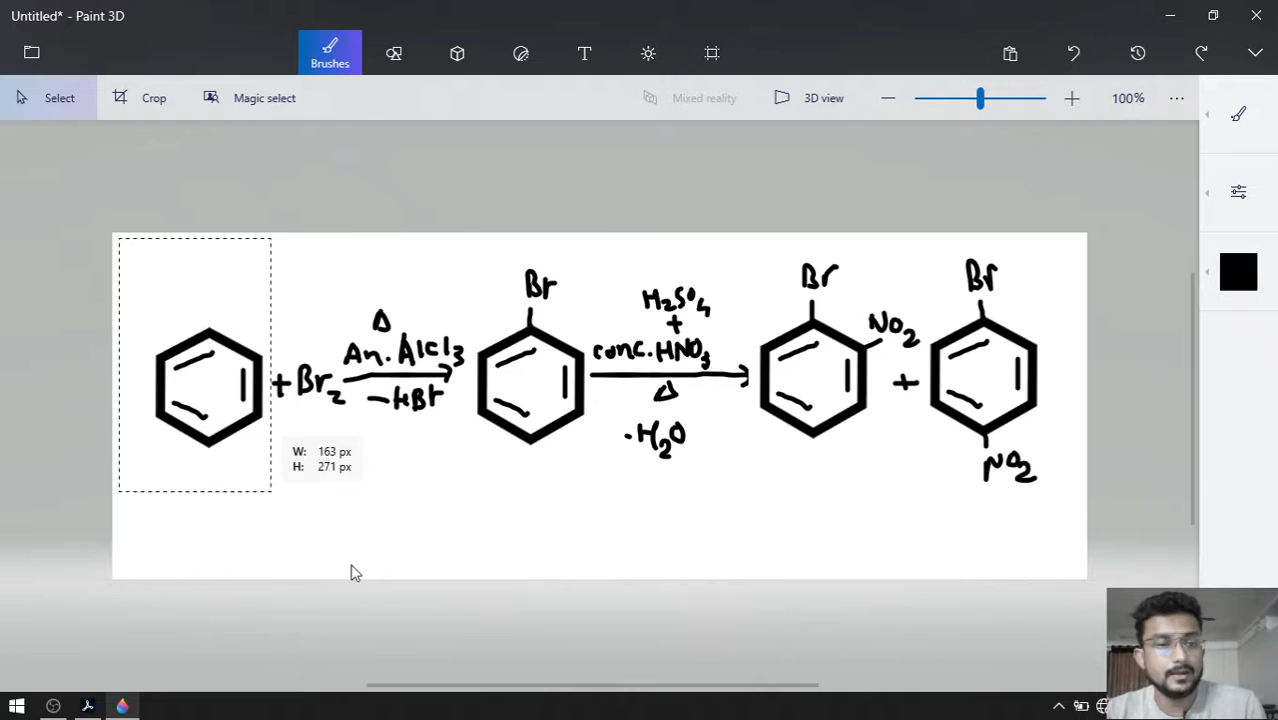 Untitled* - Paint 3D
Brushes
Select
Crop
Magic select
Mixed reality
3D view
100%
Br
Br
Br
H2SO4
+
Δ
An. AlCl3
conc. HNO3
NO2
+ Br2
+
-HBr
Δ
-H2O
NO2
W: 163 px
H: 271 px